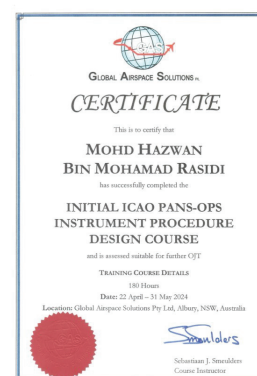 GLOBAL AIRSPACE SOLUTIONS
CERTIFICATE
This is to certify that
MOHD HAZWAN
BIN MOHAMAD RASIDI
has successfully completed the
INITIAL ICAO PANS-OPS
INSTRUMENT PROCEDURE
DESIGN COURSE
and is assessed suitable for further OJT
TRAINING COURSE DETAILS
180 Hours
Date: 22 April – 31 May 2024
Location: Global Airspace Solutions Pty Ltd, Albury, NSW, Australia
Smulders
Sebastiaan J. Smeulders
Course Instructor